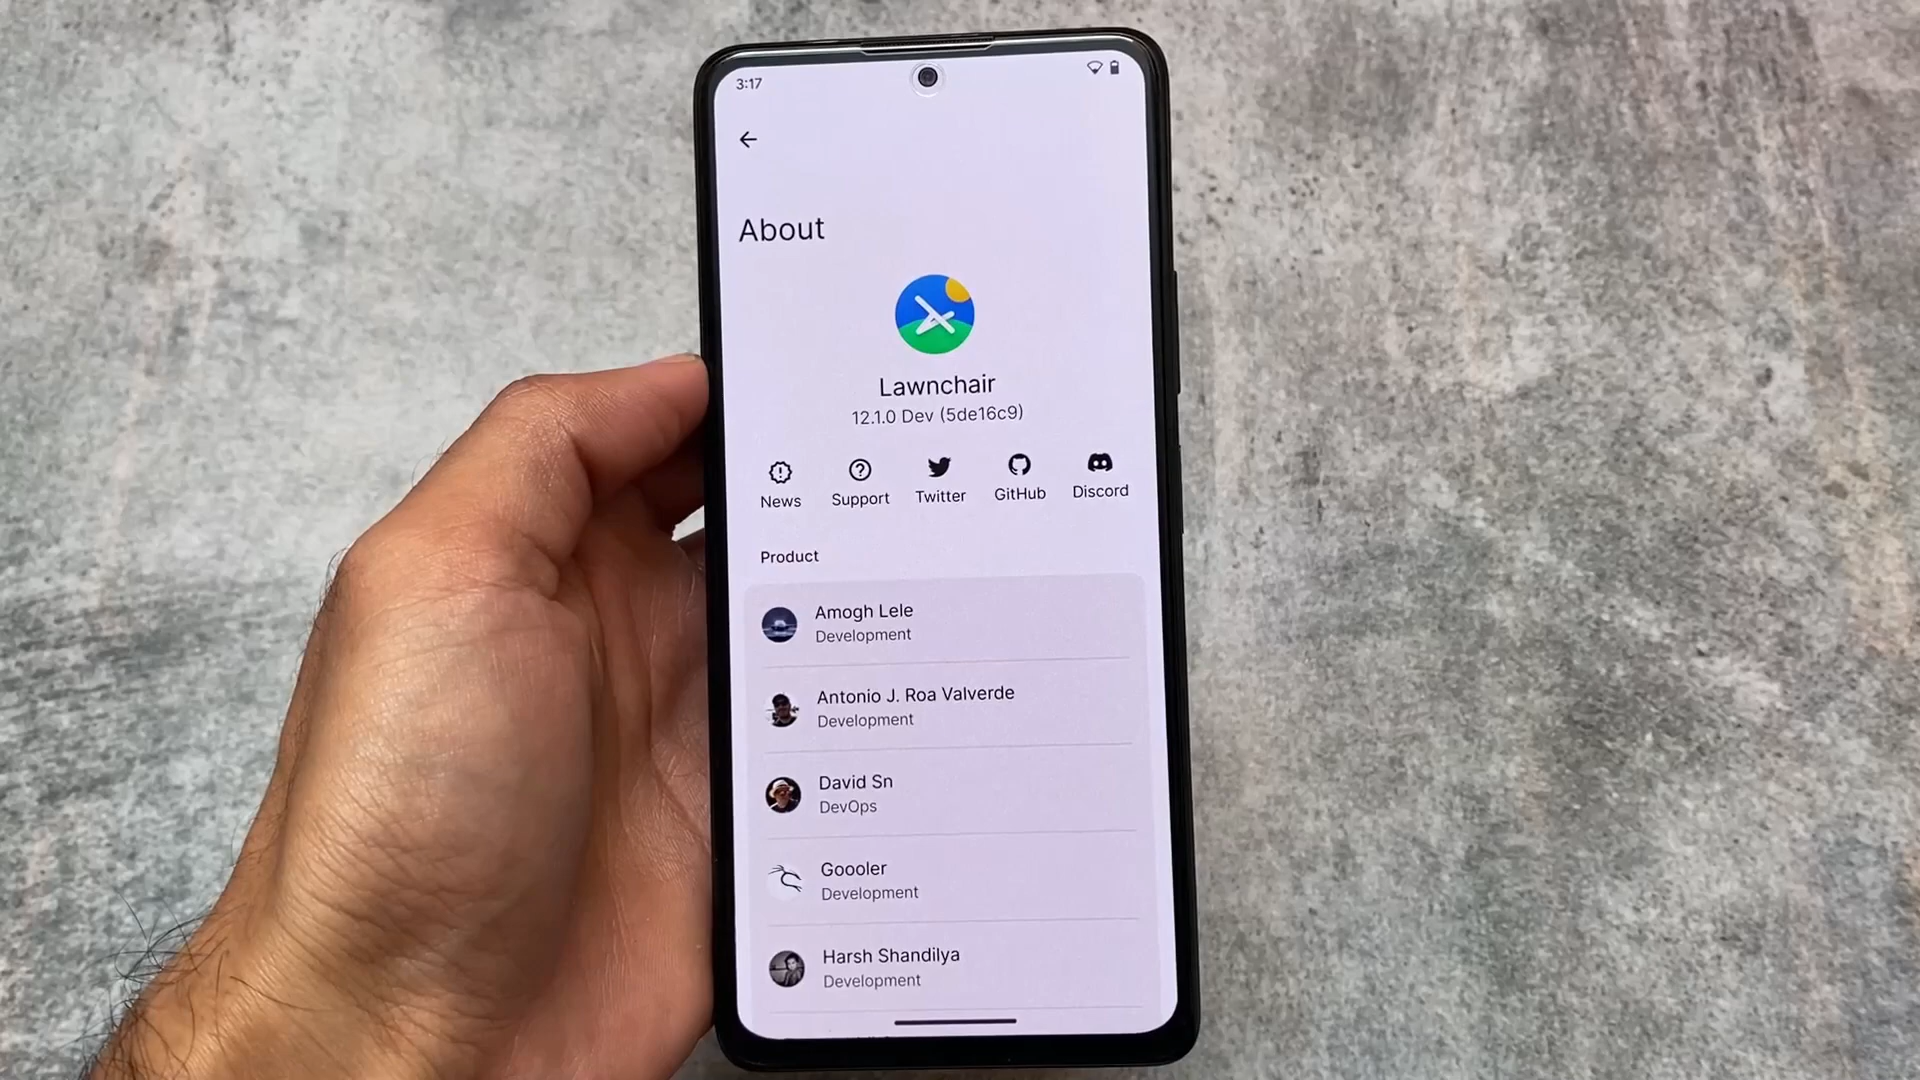 3:17
About
Lawnchair
12.1.0 Dev (5de16c9)
News
Support
Twitter
GitHub
Discord
Product
Amogh Lele
Development
Antonio J. Roa Valverde
Development
David Sn
DevOps
Goooler
Development
Harsh Shandilya
Development